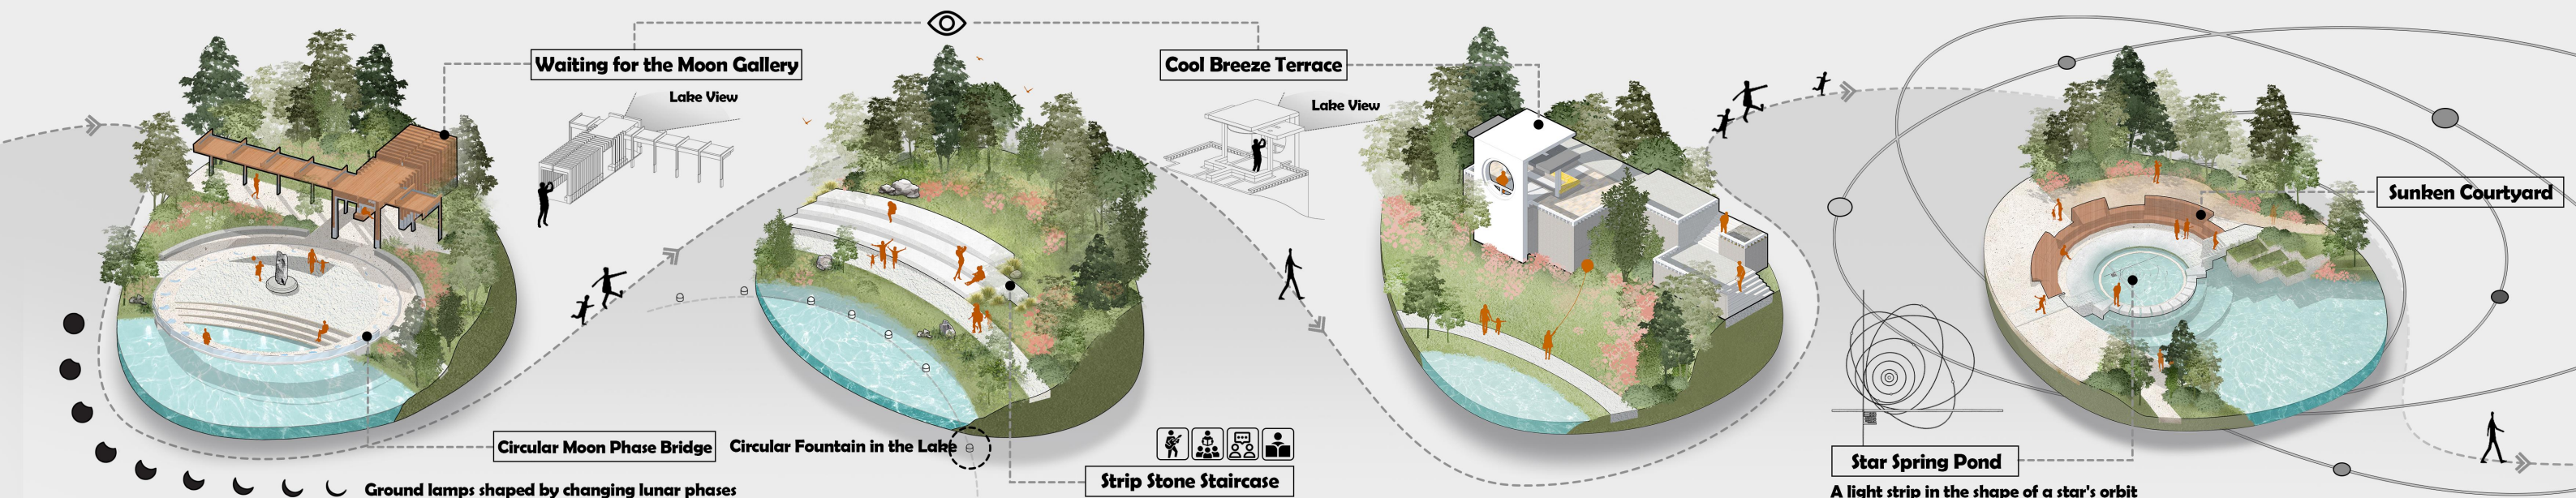 Waiting for the Moon Gallery
Lake View
Cool Breeze Terrace
Lake View
Sunken Courtyard
Circular Moon Phase Bridge
Circular Fountain in the Lake
Strip Stone Staircase
Star Spring Pond
Ground lamps shaped by changing lunar phases
A light strip in the shape of a star's orbit